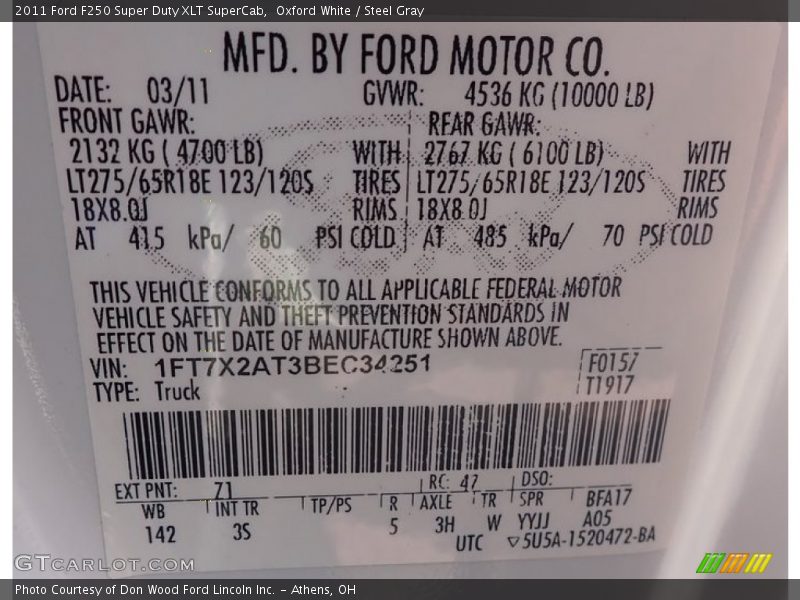 2011 Ford F250 Super Duty XLT SuperCab,  Oxford White / Steel Gray
MFD. BY FORD MOTOR CO.
DATE: 03/11 GVWR: 4536 KG (10000 LB)
FRONT GAWR: REAR GAWR:
2132 KG ( 4700 LB) WITH 2767 KG ( 6100 LB) WITH
LT275/65R18E 123/120S TIRES LT275/65R18E 123/120S TIRES
18X8.0J RIMS 18X8.0J RIMS
AT 415 kPa/ 60 PSI COLD AT 485 kPa/ 70 PSI COLD
THIS VEHICLE CONFORMS TO ALL APPLICABLE FEDERAL MOTOR
VEHICLE SAFETY AND THEFT PREVENTION STANDARDS IN
EFFECT ON THE DATE OF MANUFACTURE SHOWN ABOVE.
VIN: 1FT7X2AT3BEC34251 F0157
TYPE: Truck T1917
EXT PNT: 71 RC: 47 DSO:
WB INT TR TP/PS R AXLE TR SPR BFA17
142 3S 5 3H W YYJJ A05
UTC ▽5U5A-1520472-BA
GTCARLOT.COM
Photo Courtesy of Don Wood Ford Lincoln Inc. – Athens, OH